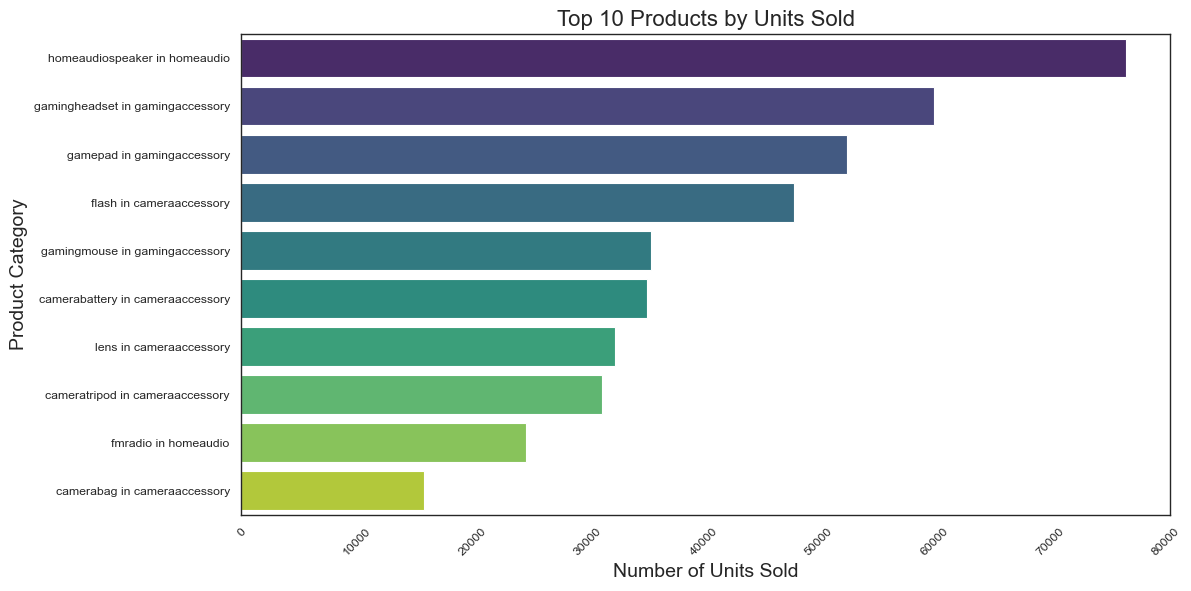 Top 10 Products by Units Sold
Product Category
homeaudiospeaker in homeaudio
gamingheadset in gamingaccessory
gamepad in gamingaccessory
flash in cameraaccessory
gamingmouse in gamingaccessory
camerabattery in cameraaccessory
lens in cameraaccessory
cameratripod in cameraaccessory
fmradio in homeaudio
camerabag in cameraaccessory
0 10000 20000 30000 40000 50000 60000 70000 80000
Number of Units Sold